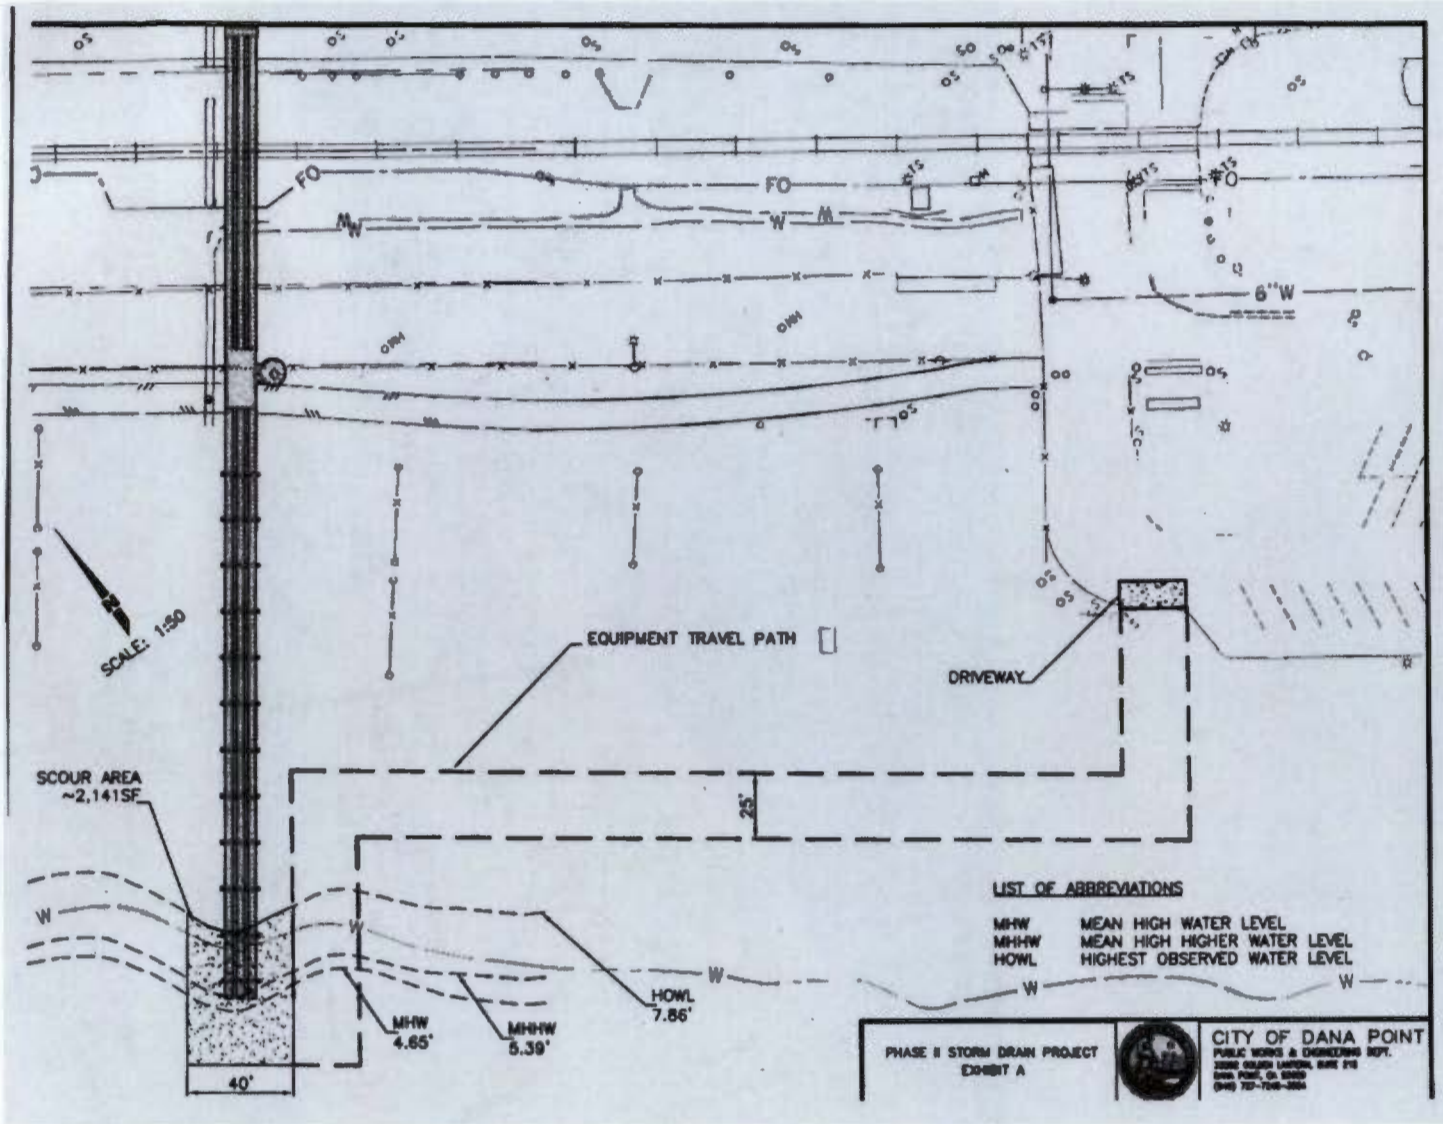 FO
FO
W
W
6"W
SCALE: 1:50
EQUIPMENT TRAVEL PATH
DRIVEWAY
SCOUR AREA
~2,141SF
25'
LIST OF ABBREVIATIONS
MHW MEAN HIGH WATER LEVEL
MHHW MEAN HIGH HIGHER WATER LEVEL
HOWL HIGHEST OBSERVED WATER LEVEL
W
W
W
W
W
HOWL
7.86'
MHW
4.65'
MHHW
5.39'
40'
PHASE II STORM DRAIN PROJECT
EXHIBIT A
CITY OF DANA POINT
PUBLIC WORKS & ENGINEERING DEPT.
DANA POINT, CA